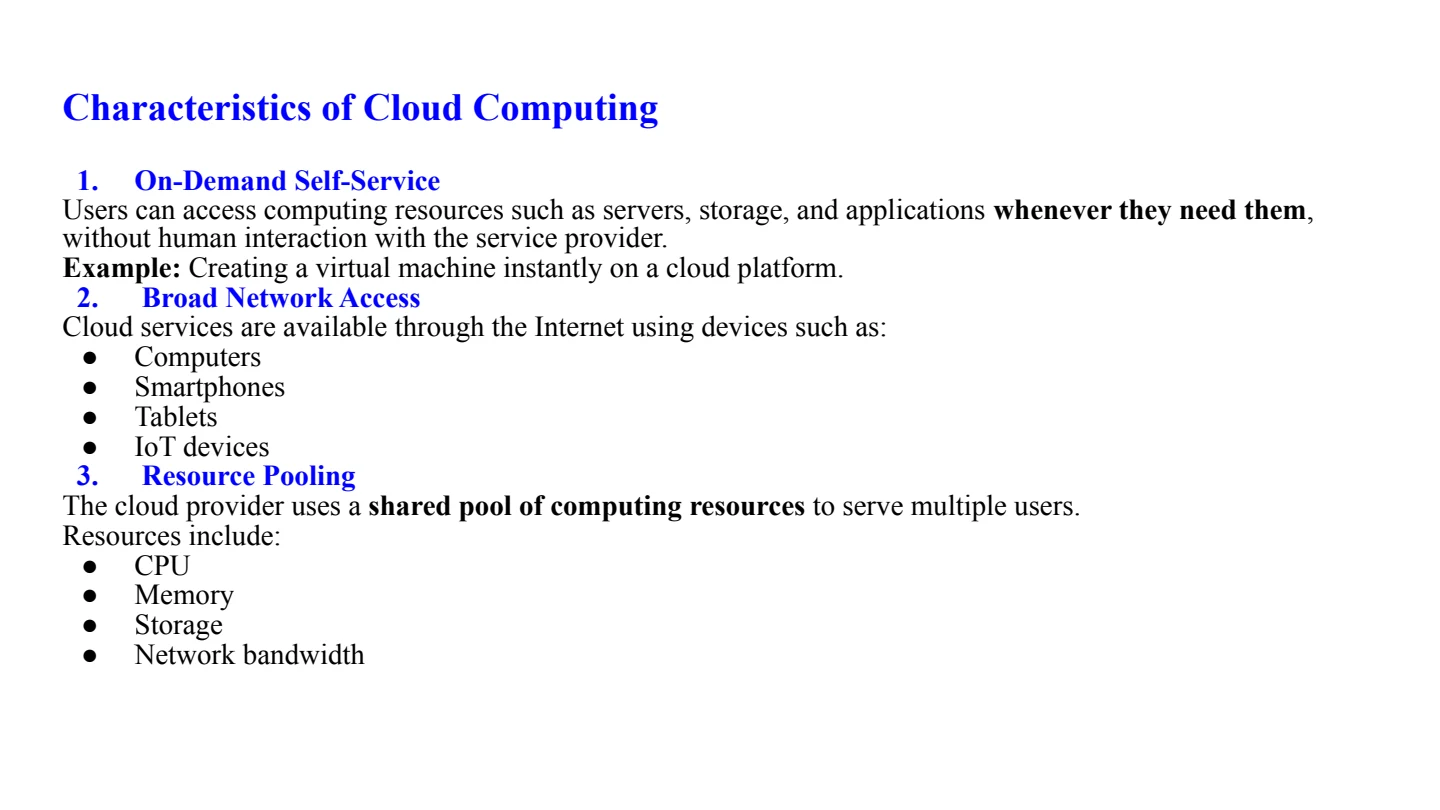 Characteristics of Cloud Computing
1. On-Demand Self-Service
Users can access computing resources such as servers, storage, and applications whenever they need them,
without human interaction with the service provider.
Example: Creating a virtual machine instantly on a cloud platform.
2. Broad Network Access
Cloud services are available through the Internet using devices such as:
● Computers
● Smartphones
● Tablets
● IoT devices
3. Resource Pooling
The cloud provider uses a shared pool of computing resources to serve multiple users.
Resources include:
● CPU
● Memory
● Storage
● Network bandwidth